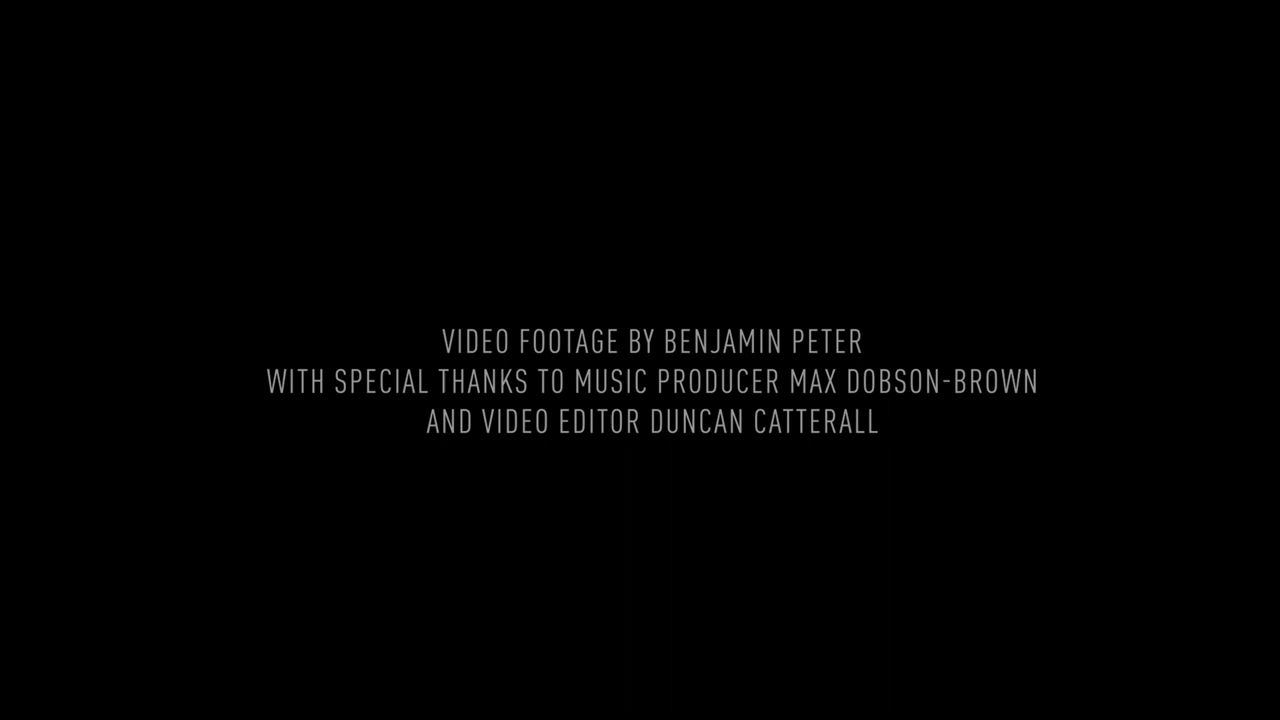 VIDEO FOOTAGE BY BENJAMIN PETER
WITH SPECIAL THANKS TO MUSIC PRODUCER MAX DOBSON-BROWN
AND VIDEO EDITOR DUNCAN CATTERALL